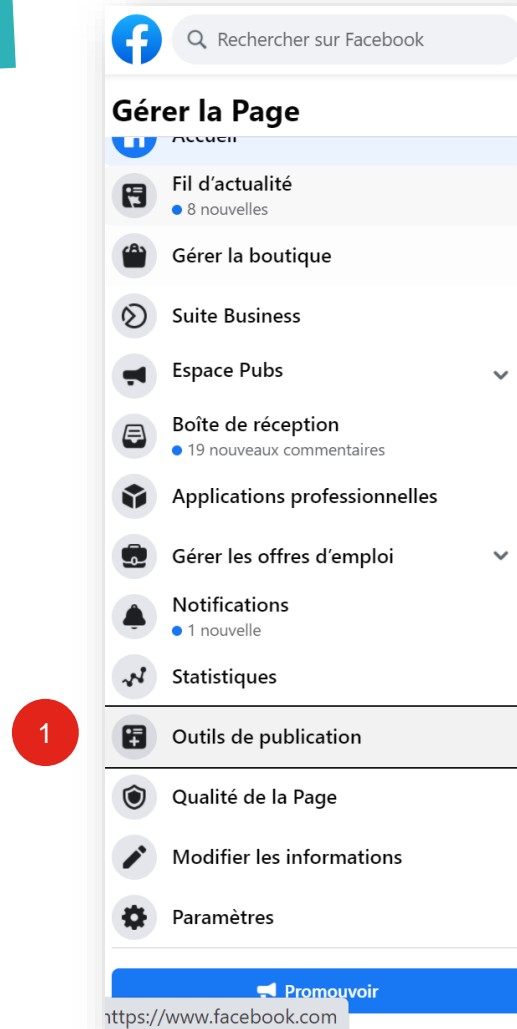 Rechercher sur Facebook
Gérer la Page
Accueil
Fil d’actualité
8 nouvelles
Gérer la boutique
Suite Business
Espace Pubs
Boîte de réception
19 nouveaux commentaires
Applications professionnelles
Gérer les offres d’emploi
Notifications
1 nouvelle
Statistiques
1
Outils de publication
Qualité de la Page
Modifier les informations
Paramètres
Promouvoir
https://www.facebook.com